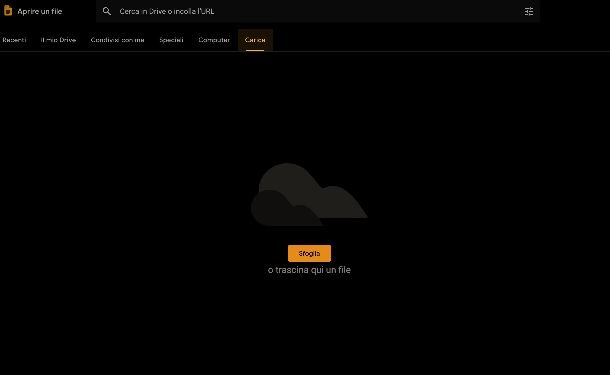 Aprire un file
Cerca in Drive o incolla l'URL
Recenti Il mio Drive Condivisi con me Speciali Computer Carica
Sfoglia
o trascina qui un file